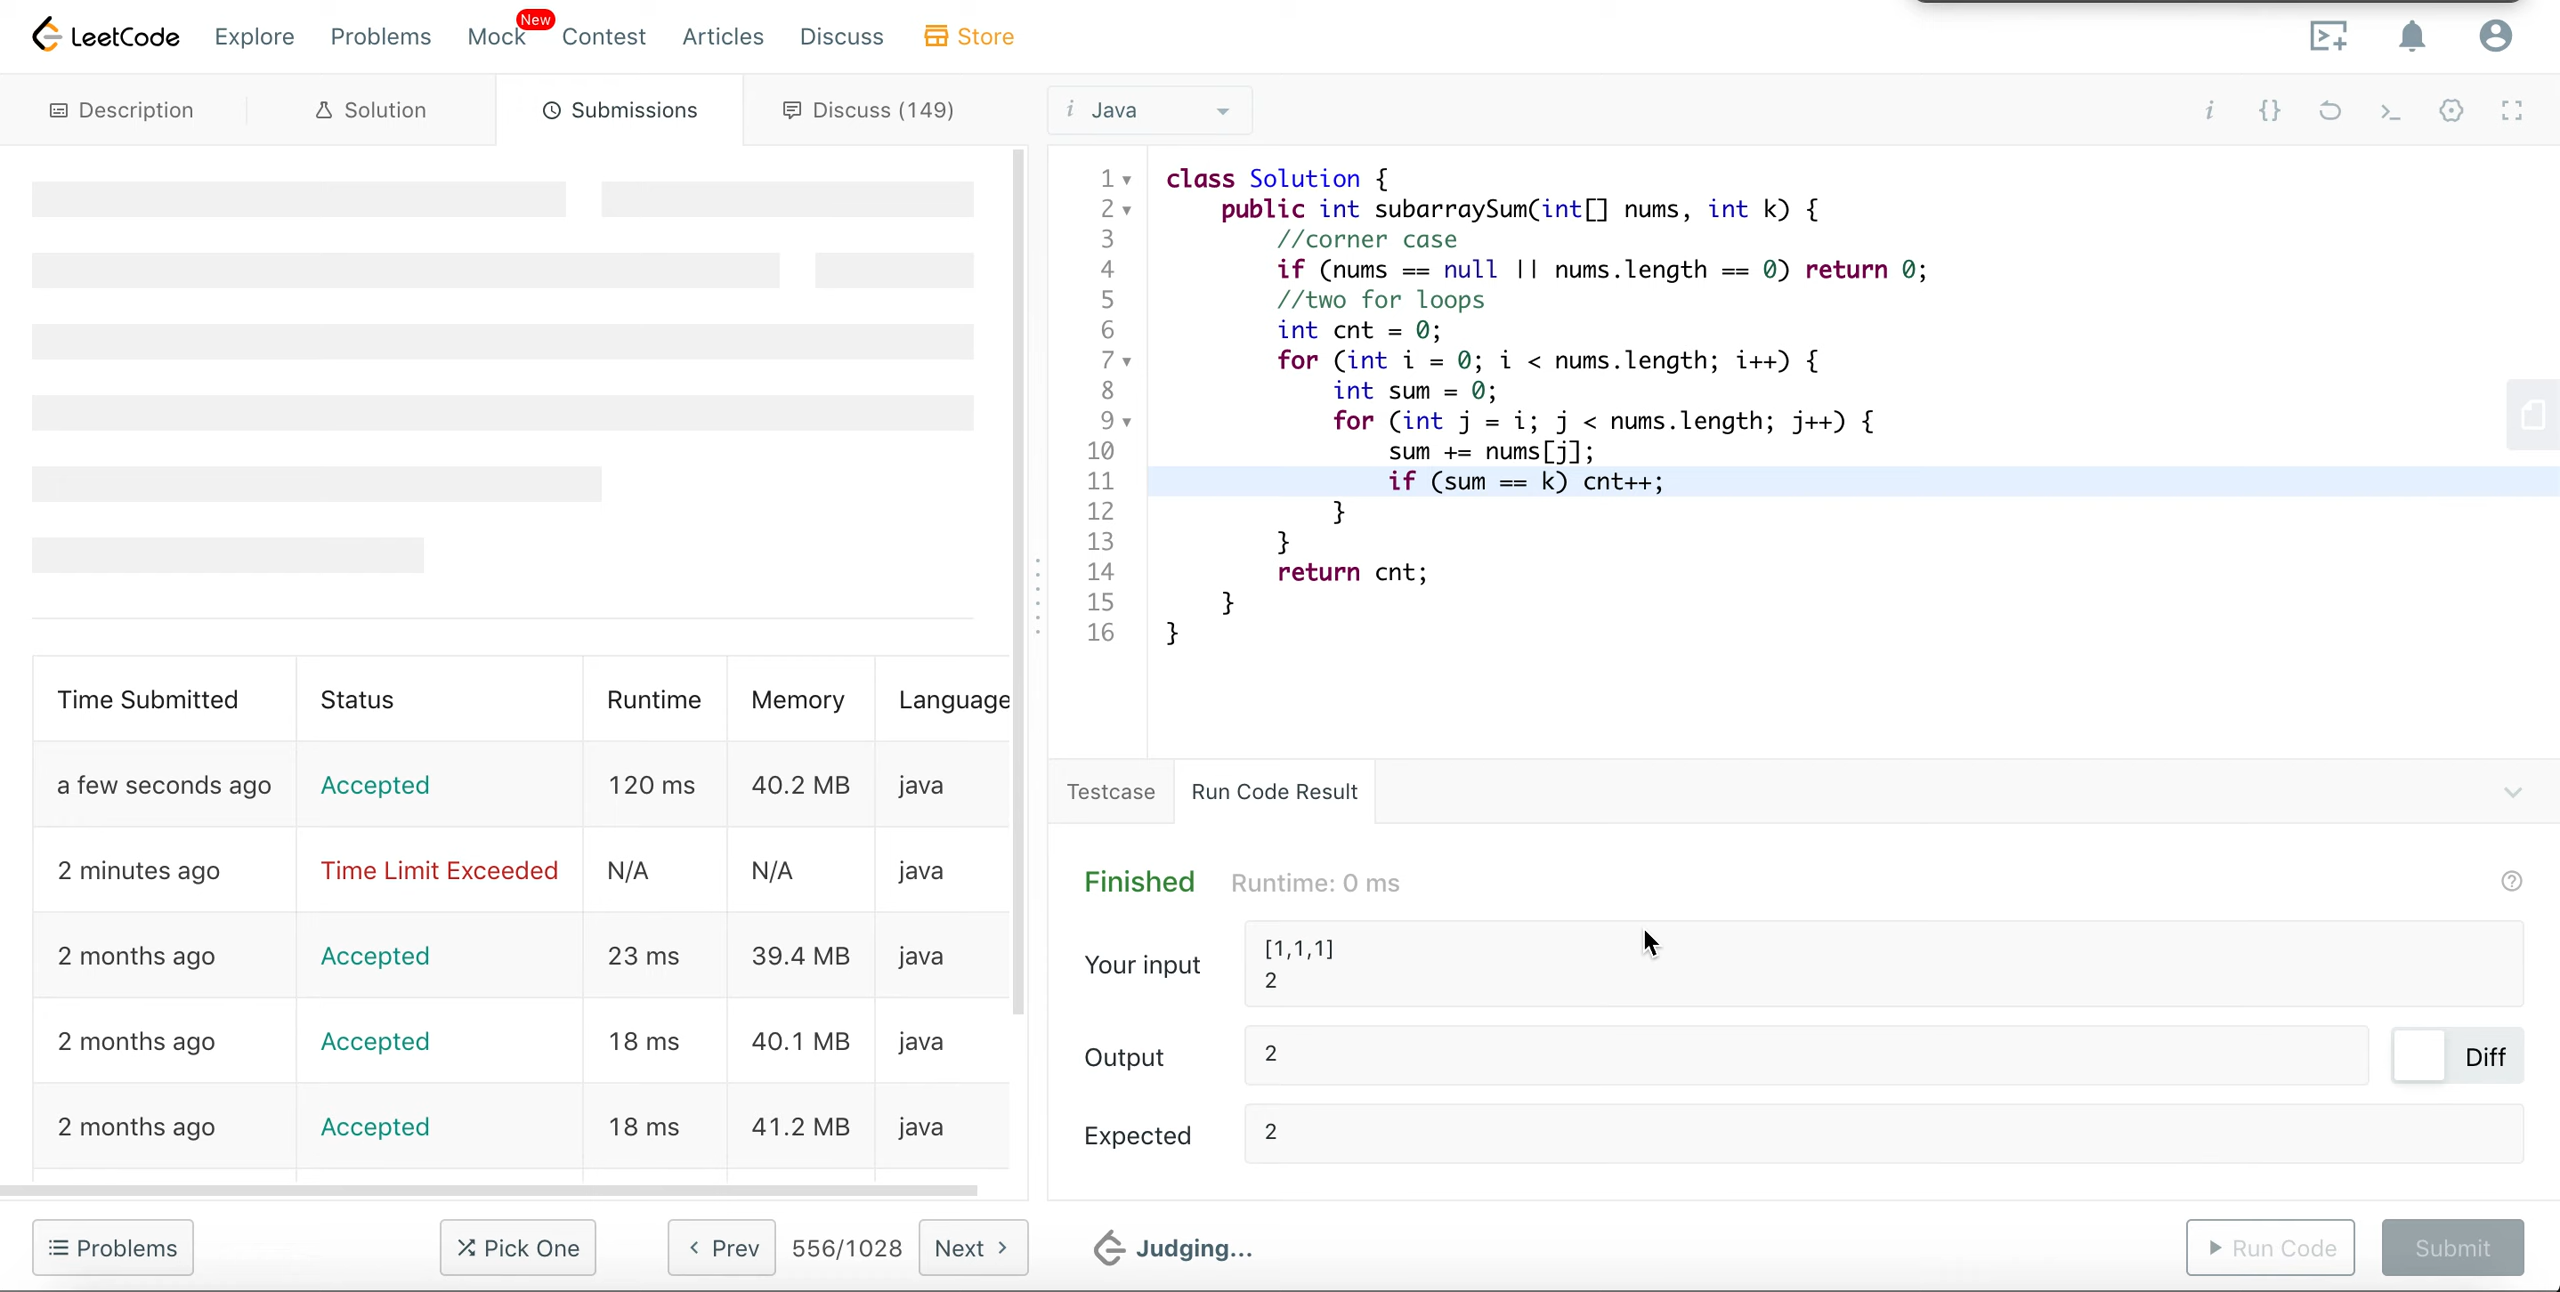 LeetCode
Explore
Problems
Mock
New
Contest
Articles
Discuss
Store
Description
Solution
Submissions
Discuss (149)
i Java
i
{}
1 class Solution {
2 public int subarraySum(int[] nums, int k) {
3 //corner case
4 if (nums == null || nums.length == 0) return 0;
5 //two for loops
6 int cnt = 0;
7 for (int i = 0; i < nums.length; i++) {
8 int sum = 0;
9 for (int j = i; j < nums.length; j++) {
10 sum += nums[j];
11 if (sum == k) cnt++;
12 }
13 }
14 return cnt;
15 }
16 }
Time Submitted Status Runtime Memory Language
a few seconds ago Accepted 120 ms 40.2 MB java
2 minutes ago Time Limit Exceeded N/A N/A java
2 months ago Accepted 23 ms 39.4 MB java
2 months ago Accepted 18 ms 40.1 MB java
2 months ago Accepted 18 ms 41.2 MB java
Testcase
Run Code Result
Finished Runtime: 0 ms
Your input
[1,1,1]
2
Output
2
Diff
Expected
2
Problems
Pick One
Prev
556/1028
Next
Judging...
Run Code
Submit